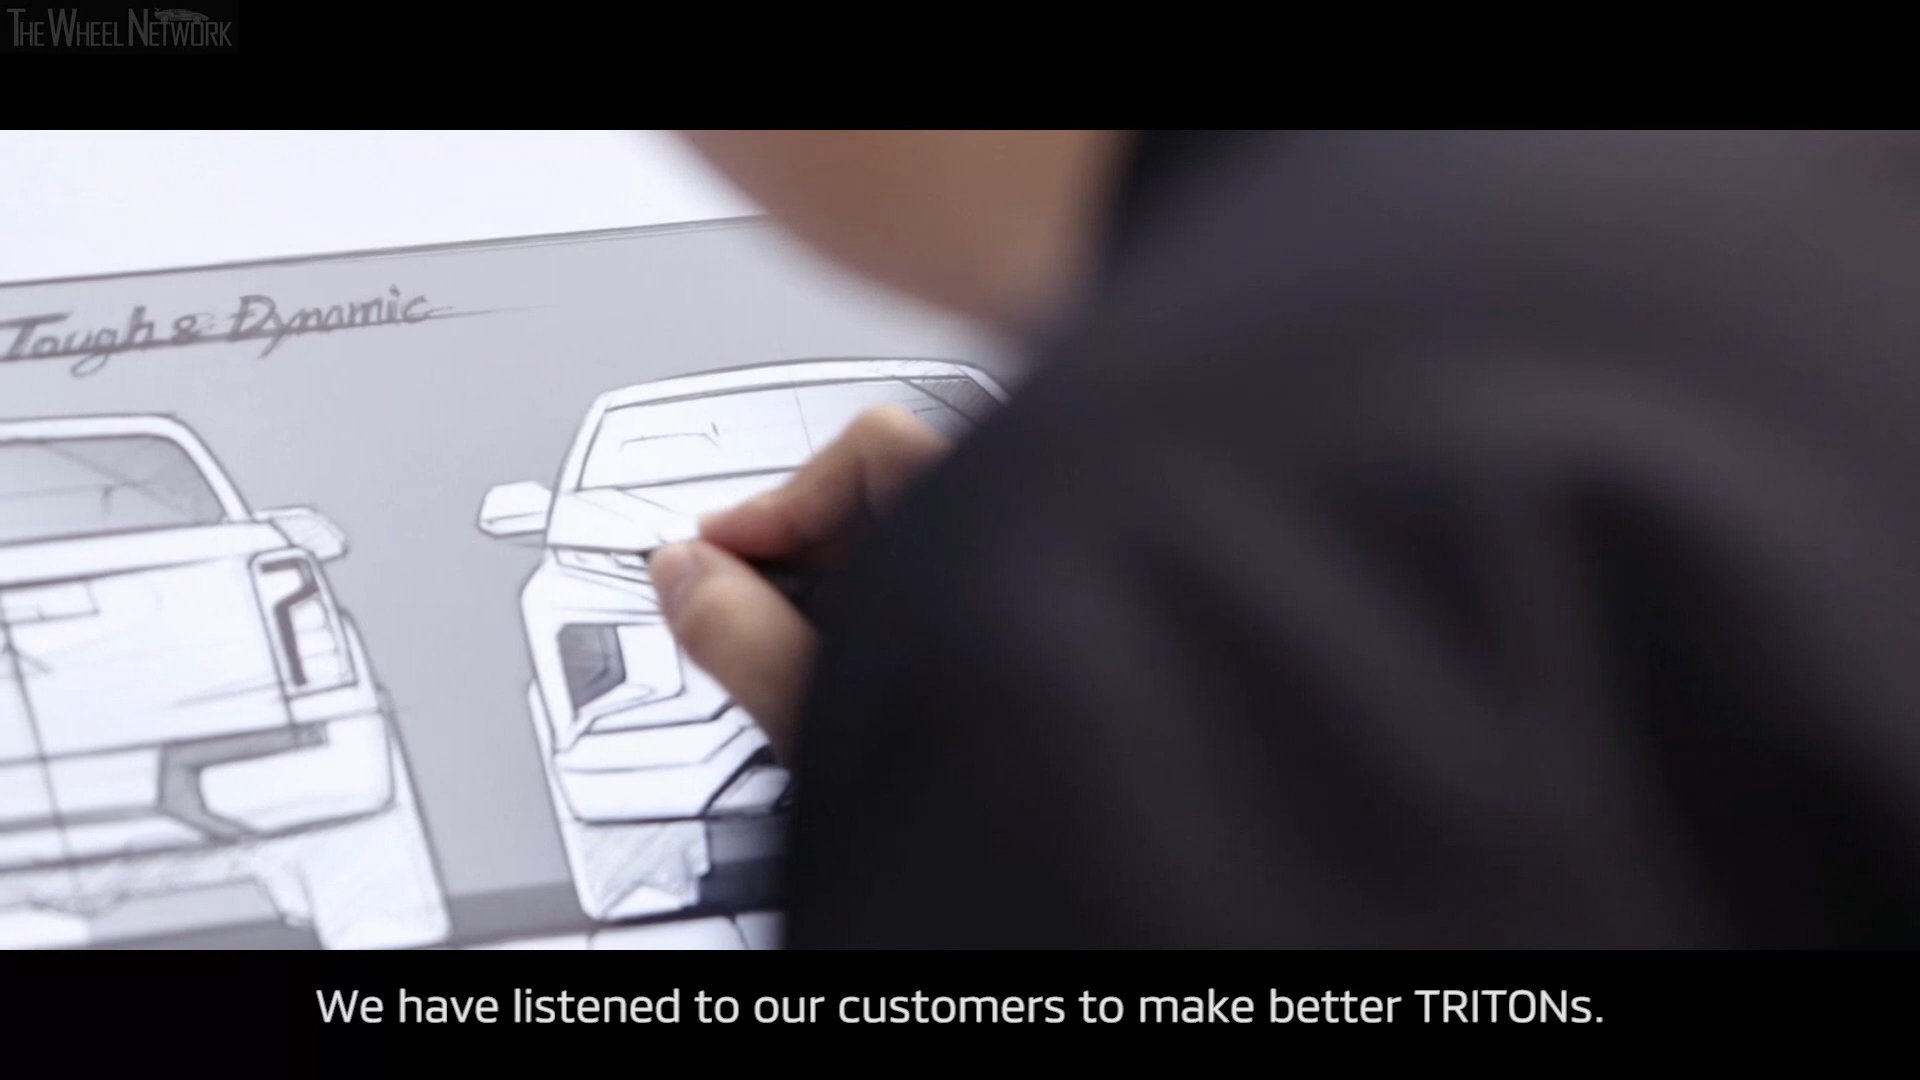 THE WHEEL NETWORK
Tough & Dynamic
We have listened to our customers to make better TRITONs.